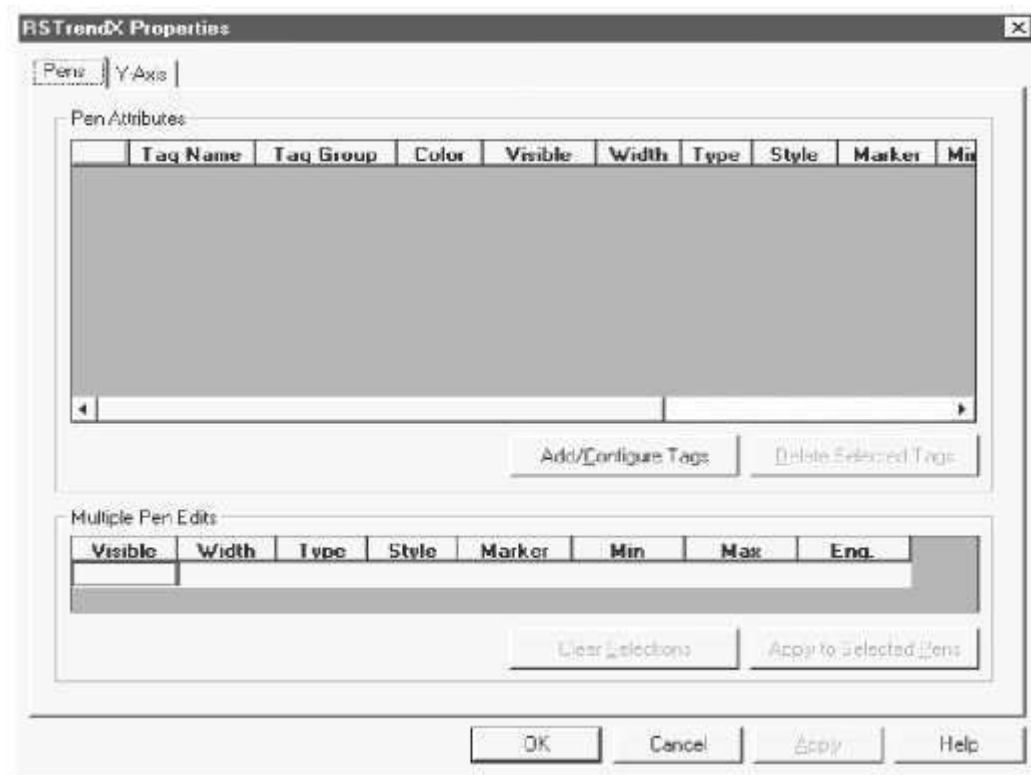 RSTrendX Properties
Pens Y-Axis
Pen Attributes
Tag Name Tag Group Color Visible Width Type Style Marker Min
Add/Configure Tags Delete Selected Tags
Multiple Pen Edits
Visible Width Type Style Marker Min Max Eng.
Clear Selections Apply to Selected Pens
OK Cancel Apply Help